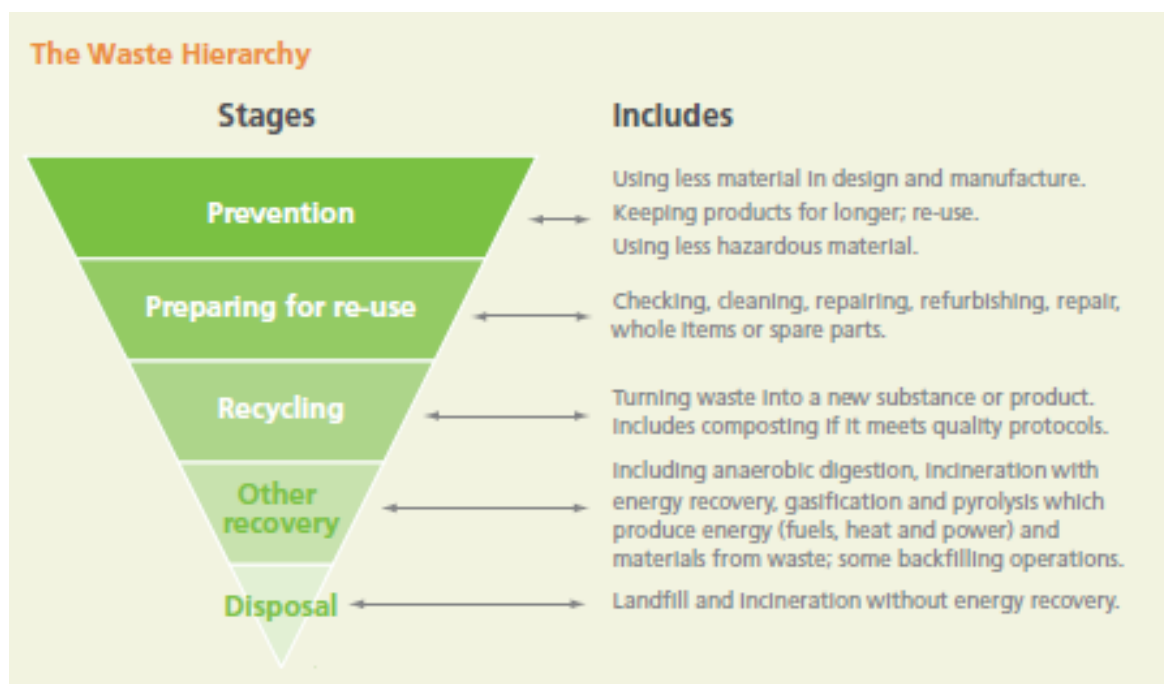 The Waste Hierarchy
Stages
Includes
Prevention
Using less material in design and manufacture.
Keeping products for longer; re-use.
Using less hazardous material.
Preparing for re-use
Checking, cleaning, repairing, refurbishing, repair,
whole items or spare parts.
Recycling
Turning waste into a new substance or product.
Includes composting if it meets quality protocols.
Other
recovery
Including anaerobic digestion, incineration with
energy recovery, gasification and pyrolysis which
produce energy (fuels, heat and power) and
materials from waste; some backfilling operations.
Disposal
Landfill and incineration without energy recovery.